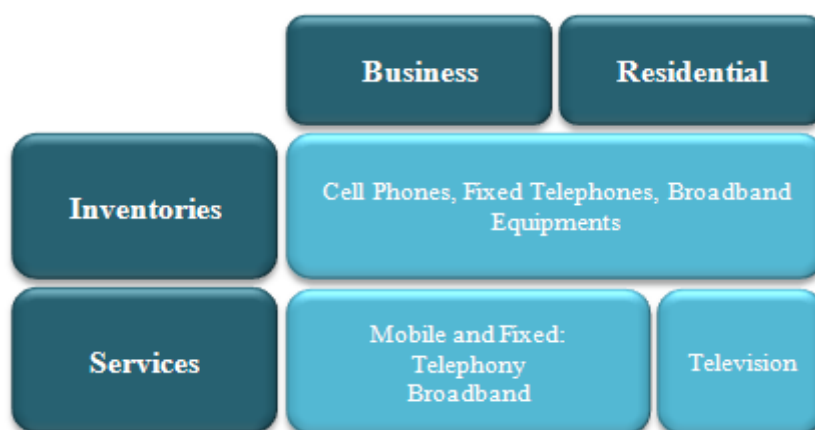 Business
Residential
Inventories
Cell Phones, Fixed Telephones, Broadband
Equipments
Services
Mobile and Fixed:
Telephony
Broadband
Television